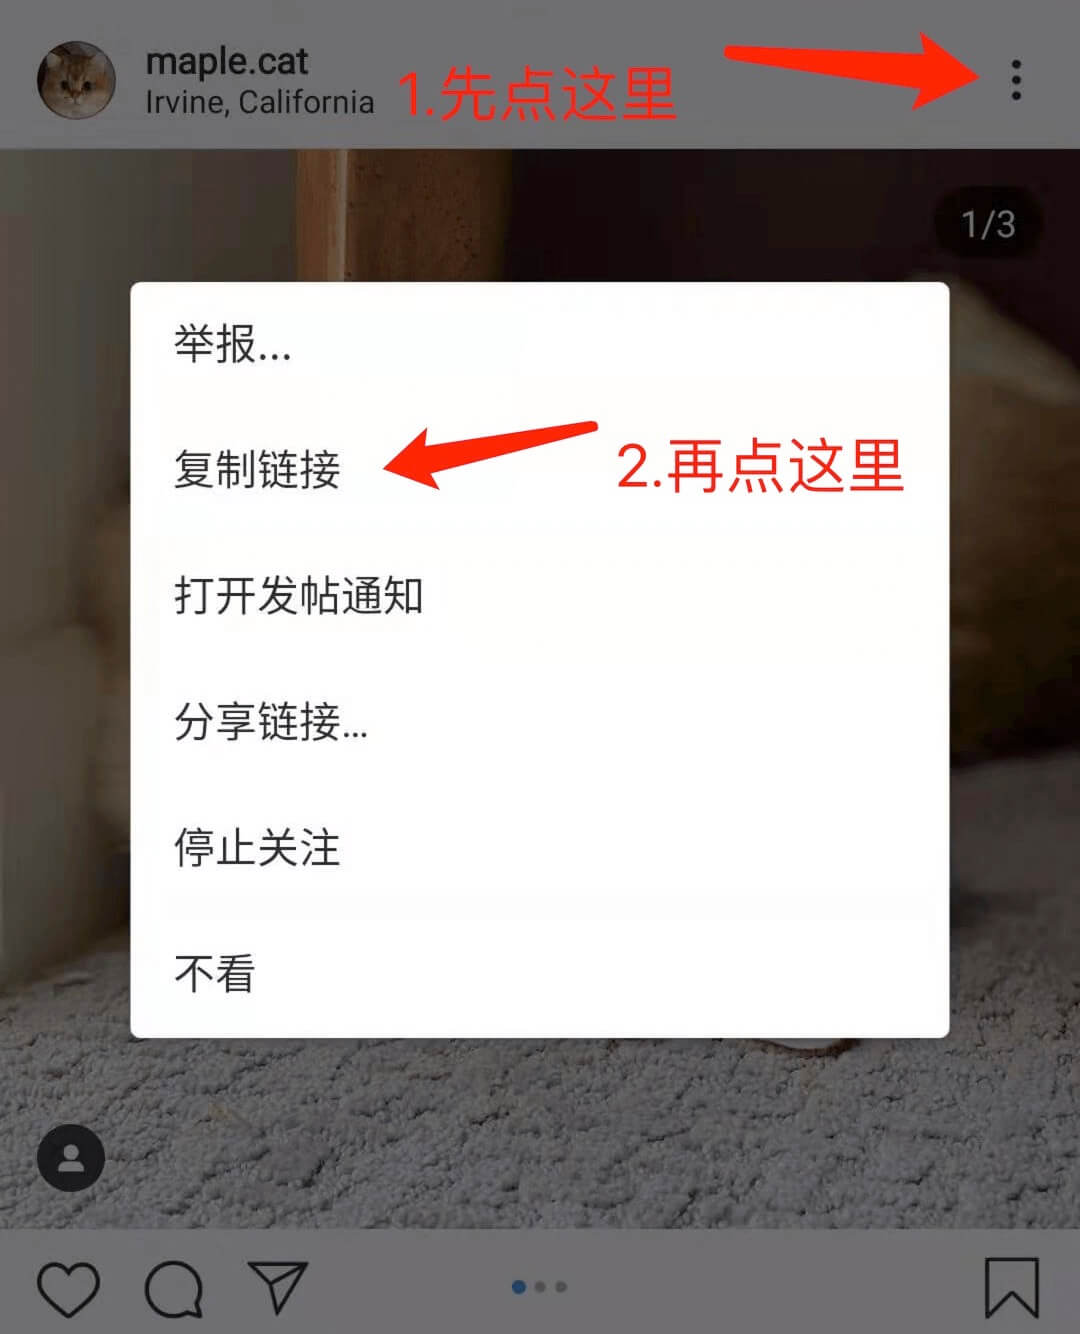 maple.cat
Irvine, California
1.先点这里
1/3
举报...
复制链接
2.再点这里
打开发帖通知
分享链接...
停止关注
不看